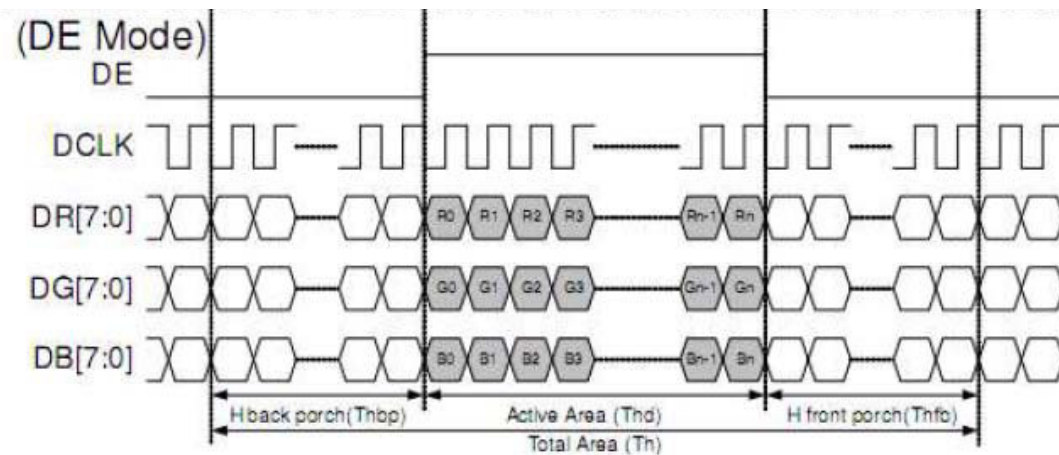 (DE Mode)
DE
DCLK
DR[7:0] R0 R1 R2 R3 Rn-1 Rn
DG[7:0] G0 G1 G2 G3 Gn-1 Gn
DB[7:0] B0 B1 B2 B3 Bn-1 Bn
H back porch(Thbp) Active Area (Thd) H front porch(Thfb)
Total Area (Th)